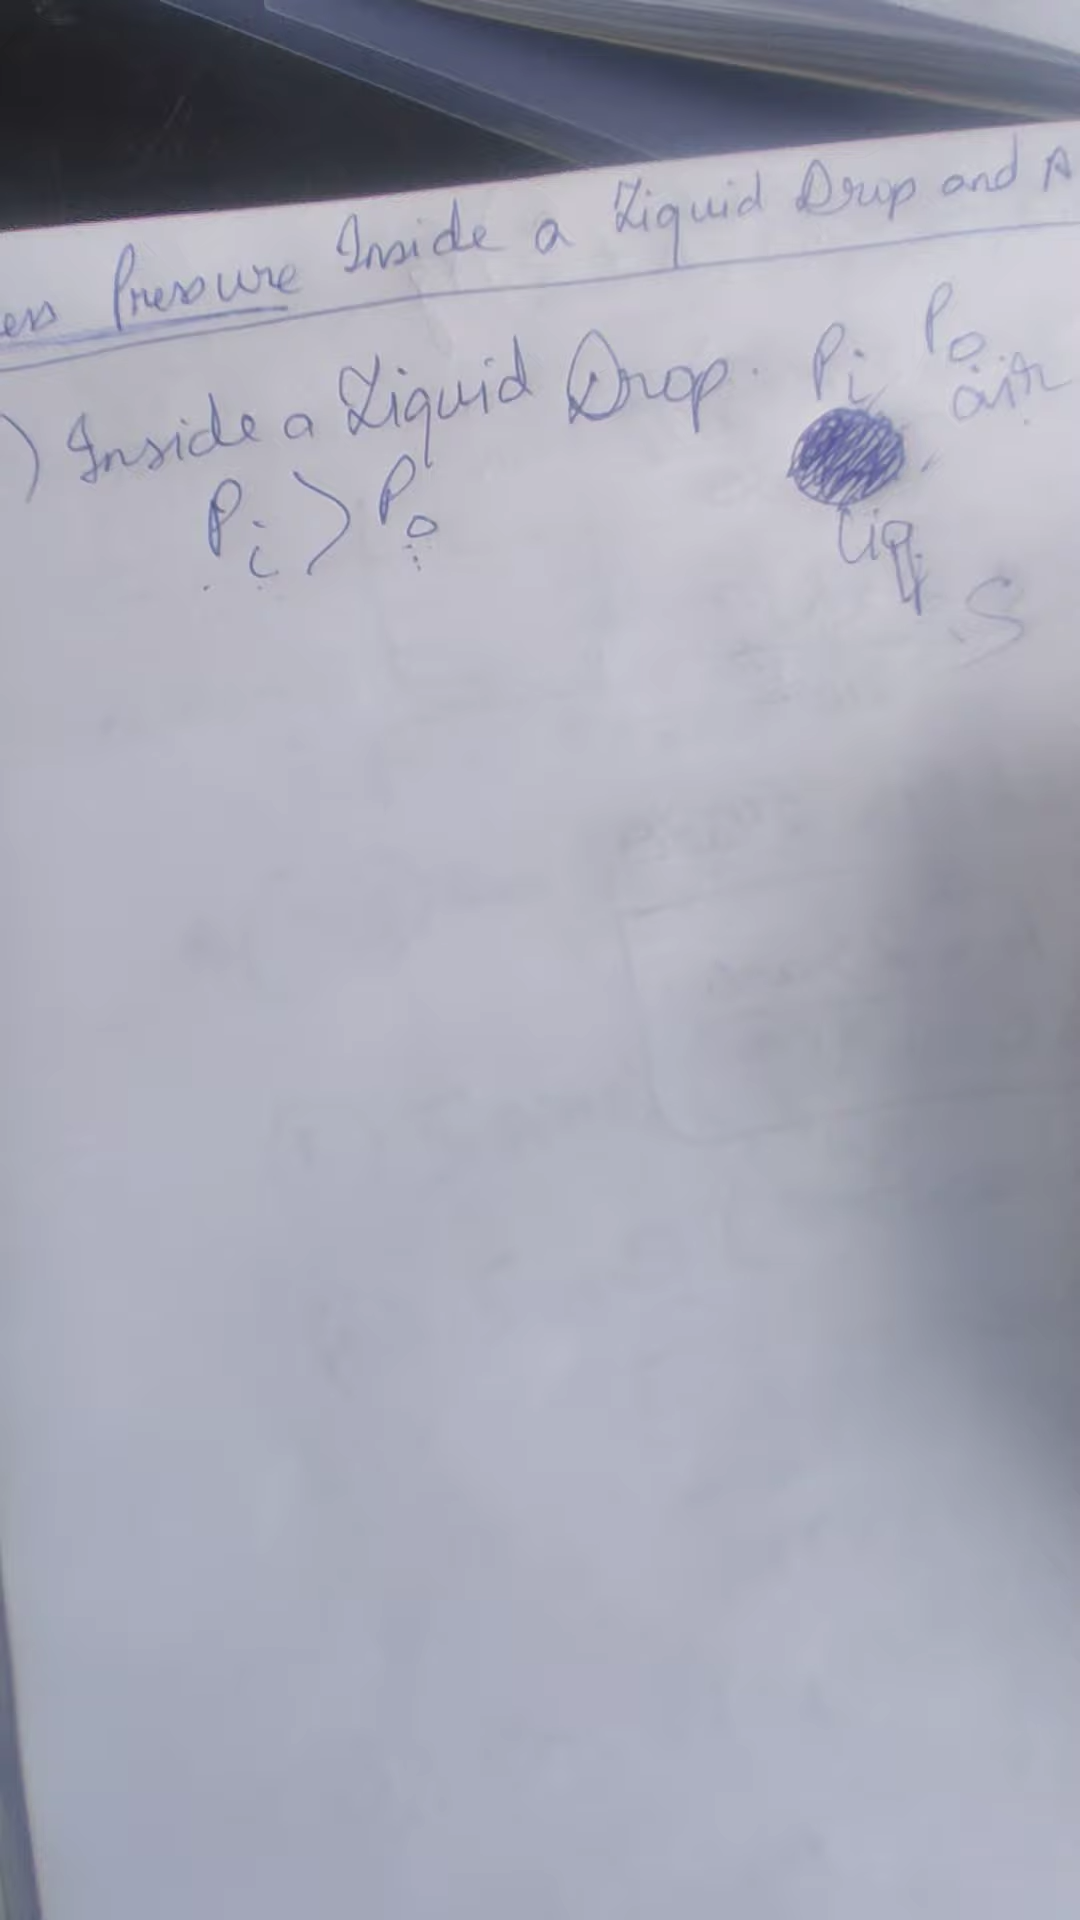 Pressure Inside a Liquid Drop and A
) Inside a Liquid Drop.
Pi Po
air
Pi > Po
Liq
S